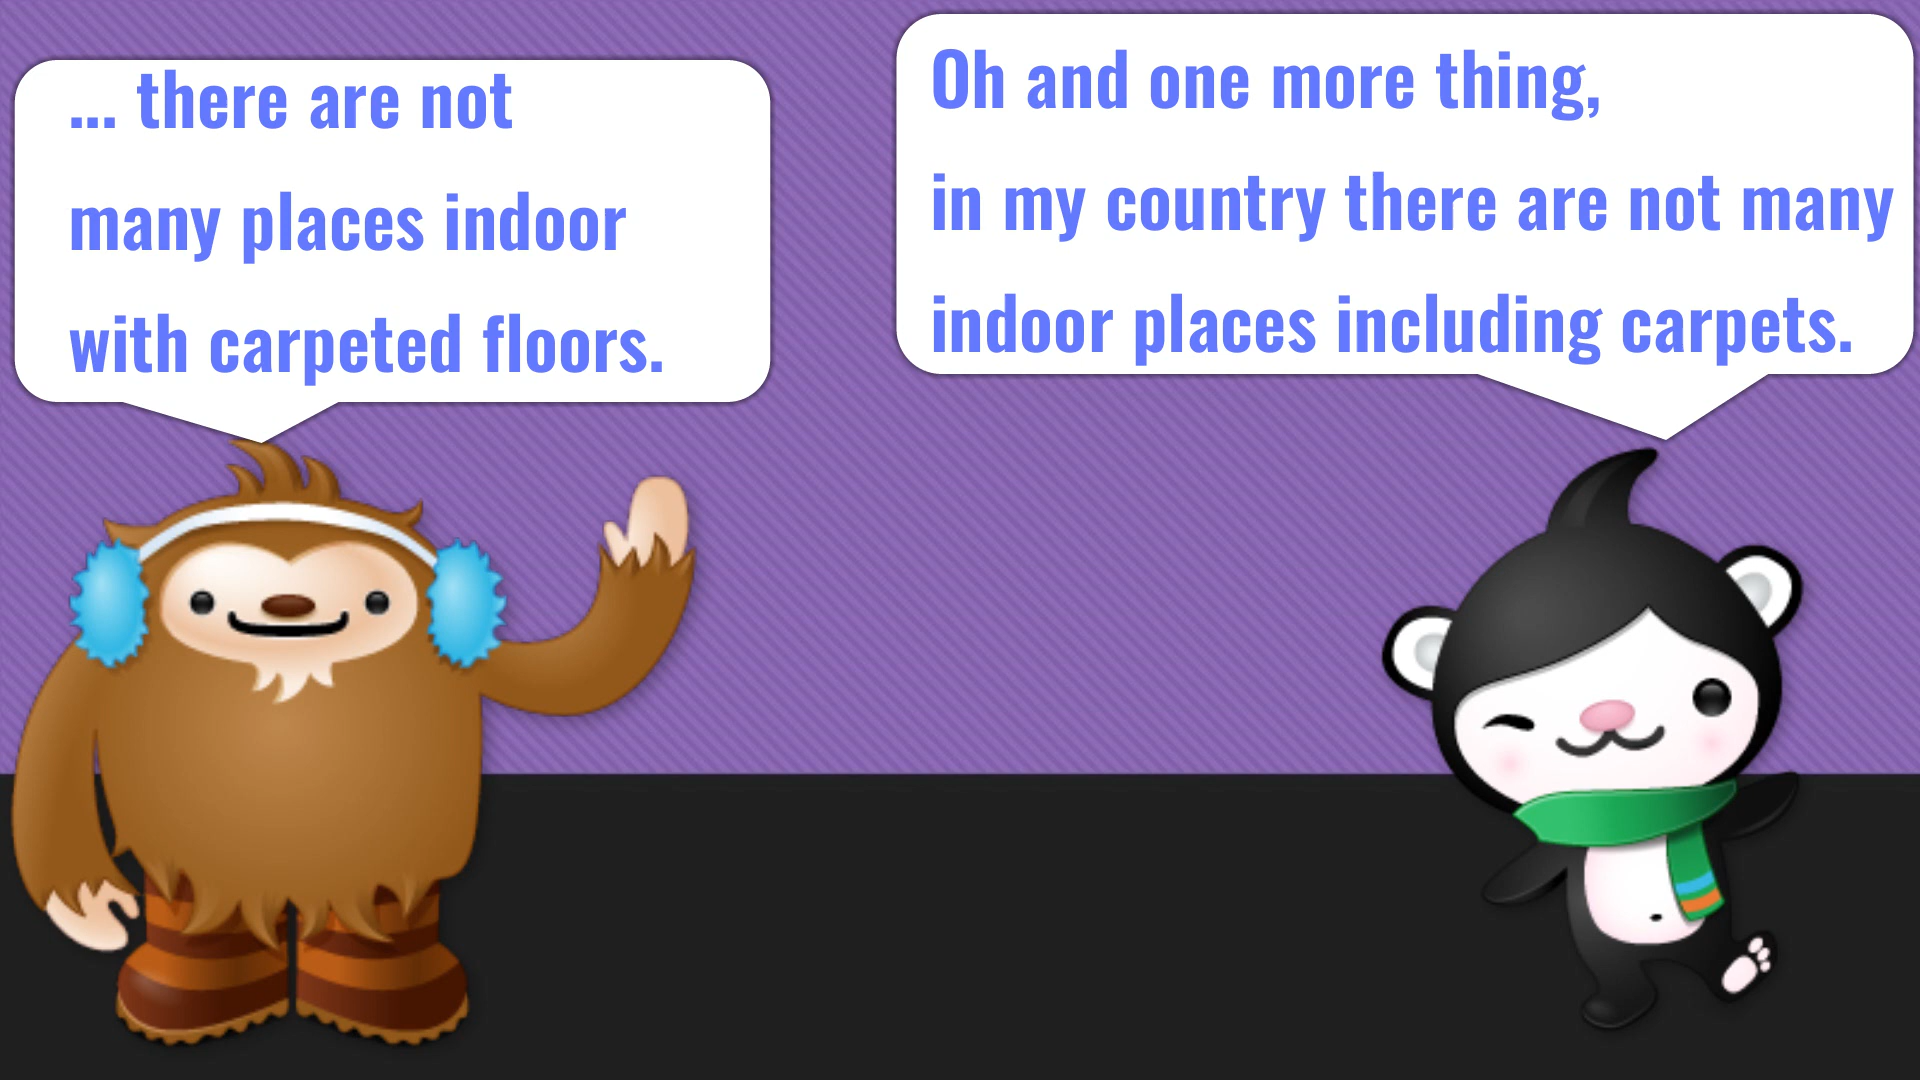 ... there are not
many places indoor
with carpeted floors.
Oh and one more thing,
in my country there are not many
indoor places including carpets.